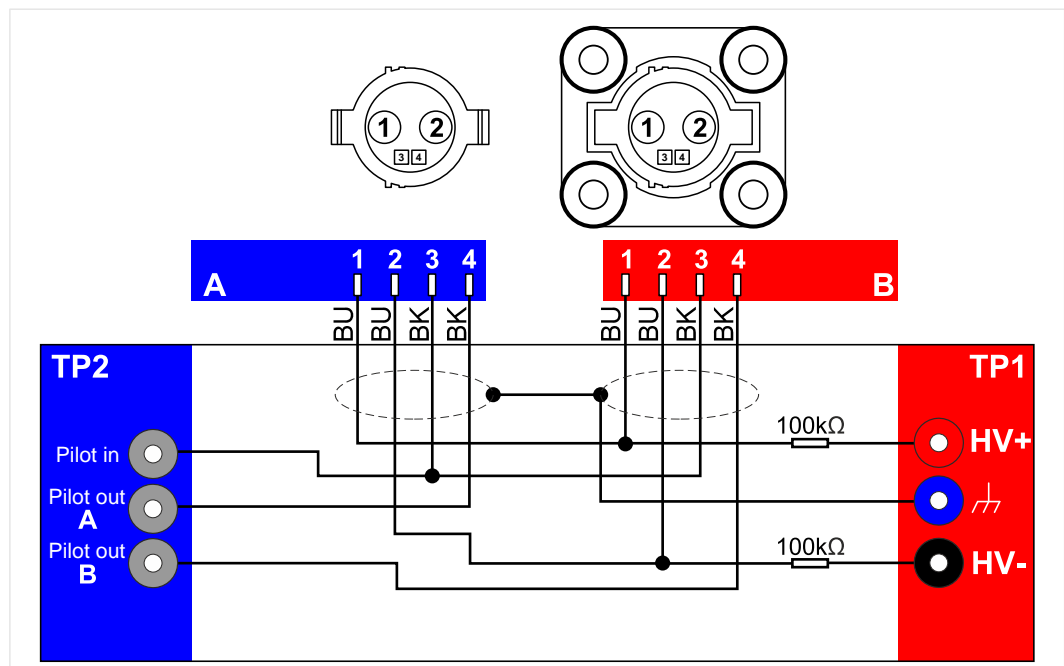 1 2
3 4
1 2
3 4
A 1 2 3 4
1 2 3 4 B
BU BU BK BK
BU BU BK BK
TP2
TP1
100kΩ
HV+
Pilot in
Pilot out
A
Pilot out
B
100kΩ
HV-